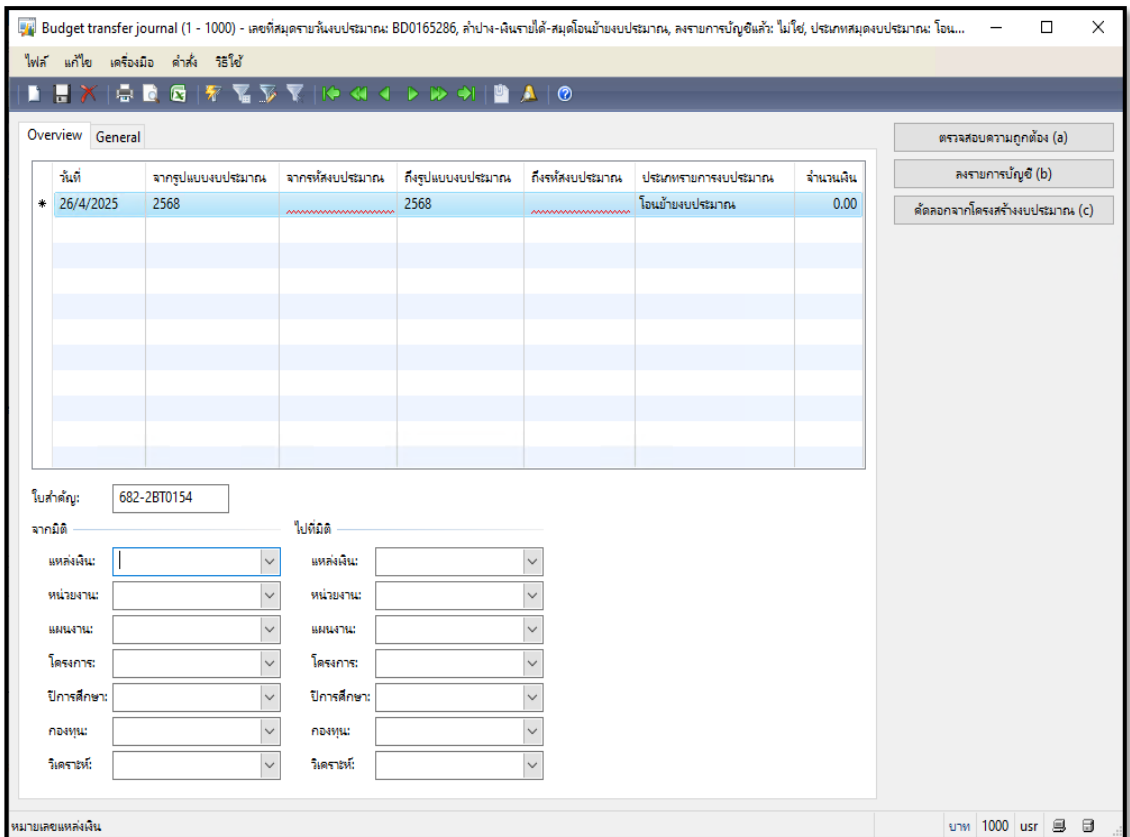 Budget transfer journal (1 - 1000) - เลขที่สมุดรายวันงบประมาณ: BD0165286, ลำปาง-เงินรายได้-สมุดโอนย้ายงบประมาณ, ลงรายการบัญชีแล้ว: ไม่ใช่, ประเภทสมุดงบประมาณ: โอน...
ไฟล์ แก้ไข เครื่องมือ คำสั่ง วิธีใช้
Overview General
ตรวจสอบความถูกต้อง (a)
วันที่ จากรูปแบบงบประมาณ จากรหัสงบประมาณ ถึงรูปแบบงบประมาณ ถึงรหัสงบประมาณ ประเภทรายการงบประมาณ จำนวนเงิน
ลงรายการบัญชี (b)
* 26/4/2025 2568 2568 โอนย้ายงบประมาณ 0.00
คัดลอกจากโครงสร้างงบประมาณ (c)
ใบสำคัญ: 682-2BT0154
จากมิติ ไปที่มิติ
แหล่งเงิน: แหล่งเงิน:
หน่วยงาน: หน่วยงาน:
แผนงาน: แผนงาน:
โครงการ: โครงการ:
ปีการศึกษา: ปีการศึกษา:
กองทุน: กองทุน:
วิเคราะห์: วิเคราะห์:
หมายเลขแหล่งเงิน บาท 1000 usr